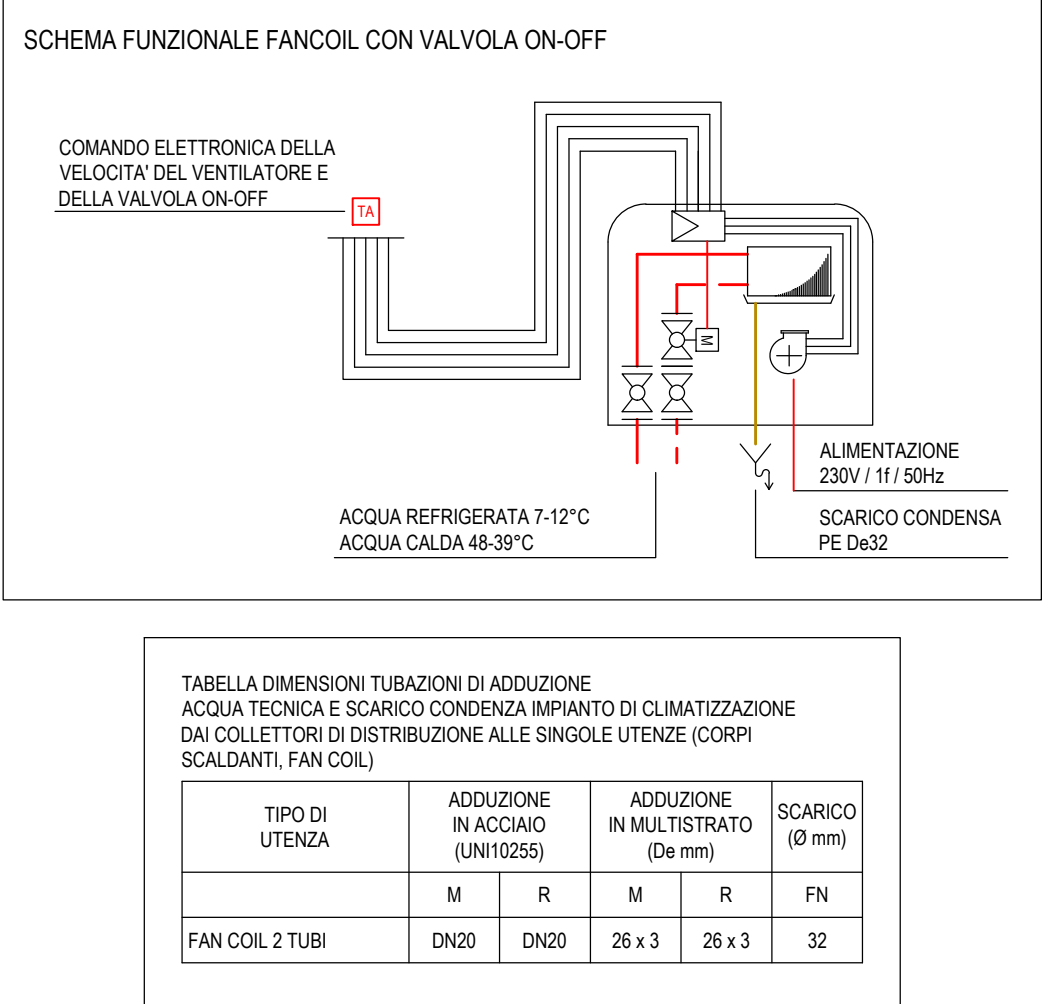 SCHEMA FUNZIONALE FANCOIL CON VALVOLA ON-OFF
COMANDO ELETTRONICA DELLA
VELOCITA' DEL VENTILATORE E
DELLA VALVOLA ON-OFF
TA
M
ALIMENTAZIONE
230V / 1f / 50Hz
ACQUA REFRIGERATA 7-12°C
ACQUA CALDA 48-39°C
SCARICO CONDENSA
PE De32
TABELLA DIMENSIONI TUBAZIONI DI ADDUZIONE
ACQUA TECNICA E SCARICO CONDENZA IMPIANTO DI CLIMATIZZAZIONE
DAI COLLETTORI DI DISTRIBUZIONE ALLE SINGOLE UTENZE (CORPI
SCALDANTI, FAN COIL)
TIPO DI
UTENZA
ADDUZIONE
IN ACCIAIO
(UNI10255)
ADDUZIONE
IN MULTISTRATO
(De mm)
SCARICO
(Ø mm)
M R M R FN
FAN COIL 2 TUBI DN20 DN20 26 x 3 26 x 3 32